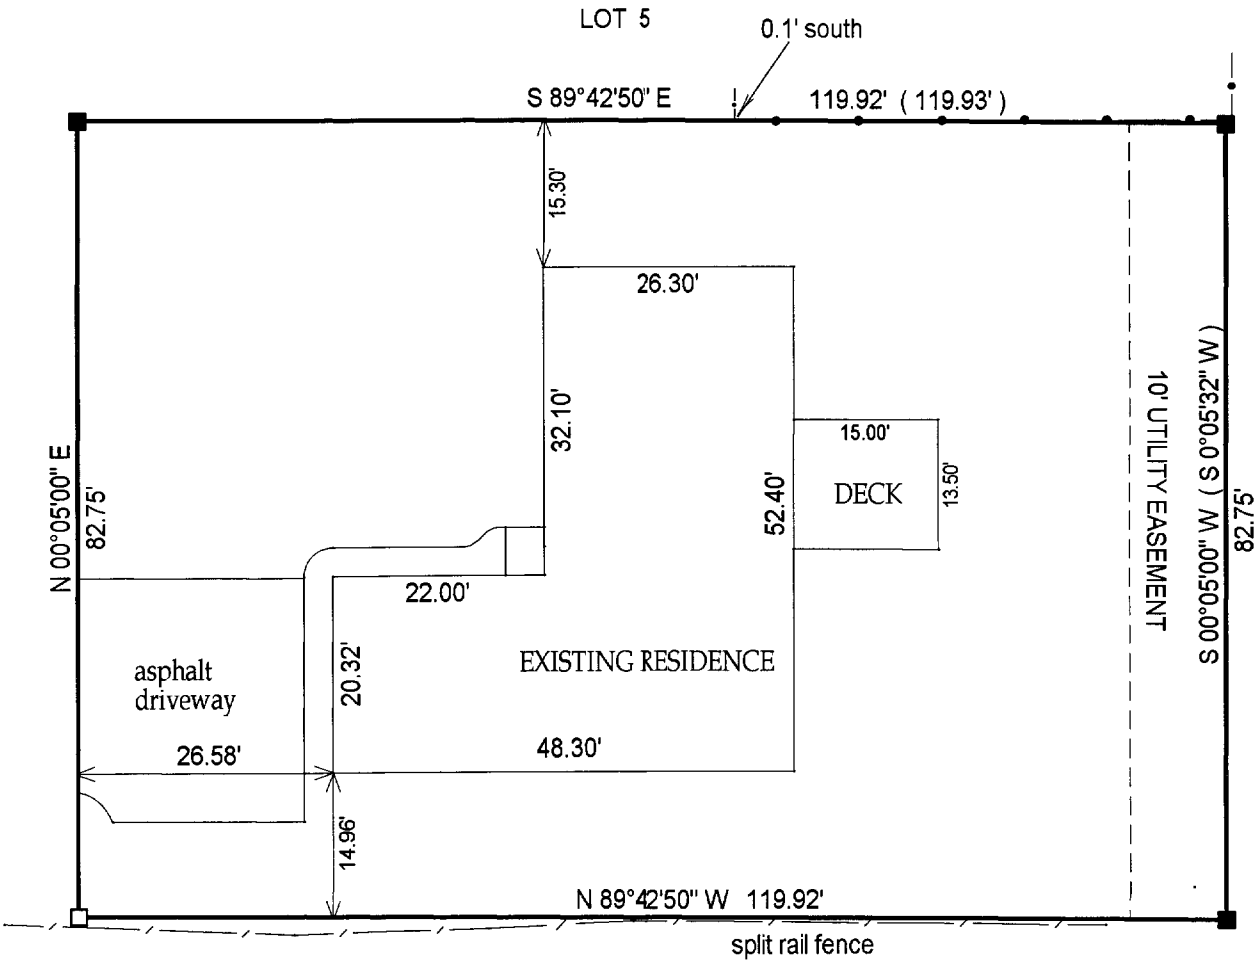 LOT 5
0.1' south
S 89°42'50" E
119.92' ( 119.93' )
15.30'
26.30'
32.10'
15.00'
DECK
13.50'
52.40'
10' UTILITY EASEMENT
S 00°05'00" W ( S 0°05'32" W )
82.75'
N 00°05'00" E
82.75'
22.00'
20.32'
EXISTING RESIDENCE
asphalt
driveway
26.58'
48.30'
14.96'
N 89°42'50" W 119.92'
split rail fence